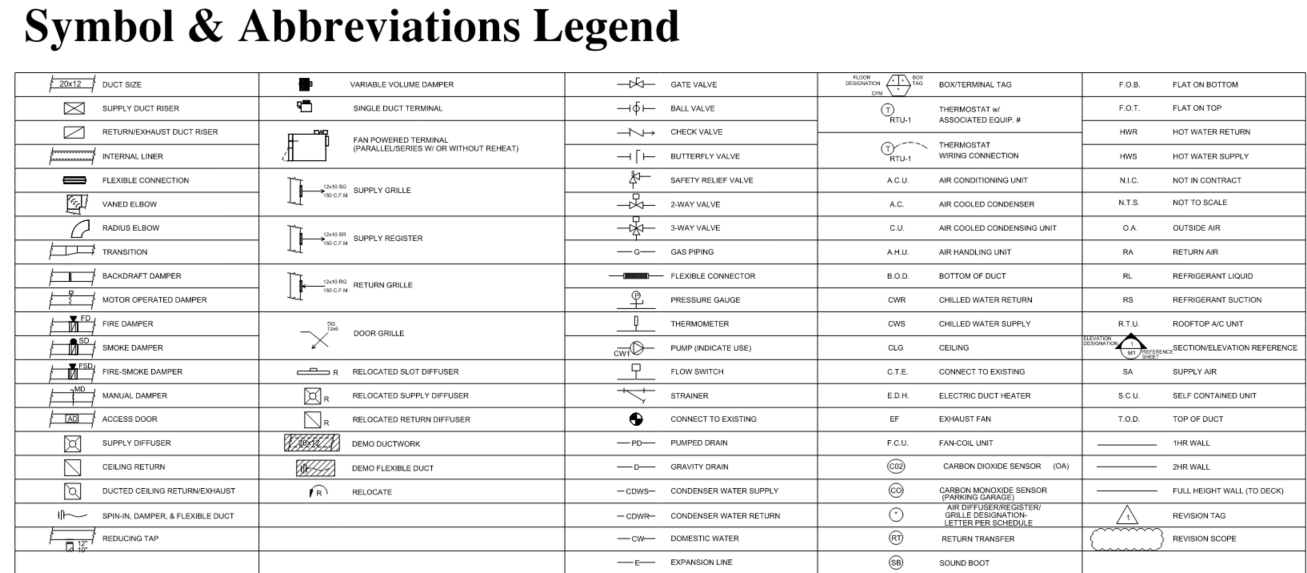 Symbol & Abbreviations Legend
20x12 DUCT SIZE
SUPPLY DUCT RISER
RETURN/EXHAUST DUCT RISER
INTERNAL LINER
FLEXIBLE CONNECTION
VANED ELBOW
RADIUS ELBOW
TRANSITION
BACKDRAFT DAMPER
MOTOR OPERATED DAMPER
FD FIRE DAMPER
SD SMOKE DAMPER
FSD FIRE-SMOKE DAMPER
MD MANUAL DAMPER
AD ACCESS DOOR
SUPPLY DIFFUSER
CEILING RETURN
DUCTED CEILING RETURN/EXHAUST
SPIN-IN, DAMPER, & FLEXIBLE DUCT
REDUCING TAP
12"
10"
VARIABLE VOLUME DAMPER
SINGLE DUCT TERMINAL
FAN POWERED TERMINAL
(PARALLEL/SERIES W/ OR WITHOUT REHEAT)
12x10 SG
150 C.F.M
SUPPLY GRILLE
12x10 SR
150 C.F.M
SUPPLY REGISTER
12x10 RG
150 C.F.M
RETURN GRILLE
DG
12x6
DOOR GRILLE
R RELOCATED SLOT DIFFUSER
R RELOCATED SUPPLY DIFFUSER
R RELOCATED RETURN DIFFUSER
20x12 DEMO DUCTWORK
DEMO FLEXIBLE DUCT
R RELOCATE
GATE VALVE
BALL VALVE
CHECK VALVE
BUTTERFLY VALVE
S SAFETY RELIEF VALVE
2-WAY VALVE
3-WAY VALVE
G GAS PIPING
FLEXIBLE CONNECTOR
P PRESSURE GAUGE
THERMOMETER
CW1 PUMP (INDICATE USE)
FLOW SWITCH
STRAINER
CONNECT TO EXISTING
PD PUMPED DRAIN
D GRAVITY DRAIN
CDWS CONDENSER WATER SUPPLY
CDWR CONDENSER WATER RETURN
CW DOMESTIC WATER
E EXPANSION LINE
FLOOR
DESIGNATION
BOX
TAG
CFM
BOX/TERMINAL TAG
T
RTU-1
THERMOSTAT w/
ASSOCIATED EQUIP. #
T
RTU-1
THERMOSTAT
WIRING CONNECTION
A.C.U. AIR CONDITIONING UNIT
A.C. AIR COOLED CONDENSER
C.U. AIR COOLED CONDENSING UNIT
A.H.U. AIR HANDLING UNIT
B.O.D. BOTTOM OF DUCT
CWR CHILLED WATER RETURN
CWS CHILLED WATER SUPPLY
CLG CEILING
C.T.E. CONNECT TO EXISTING
E.D.H. ELECTRIC DUCT HEATER
EF EXHAUST FAN
F.C.U. FAN-COIL UNIT
C02 CARBON DIOXIDE SENSOR (OA)
CO CARBON MONOXIDE SENSOR
(PARKING GARAGE)
* AIR DIFFUSER/REGISTER/
GRILLE DESIGNATION-
LETTER PER SCHEDULE
RT RETURN TRANSFER
SB SOUND BOOT
F.O.B. FLAT ON BOTTOM
F.O.T. FLAT ON TOP
HWR HOT WATER RETURN
HWS HOT WATER SUPPLY
N.I.C. NOT IN CONTRACT
N.T.S. NOT TO SCALE
O.A. OUTSIDE AIR
RA RETURN AIR
RL REFRIGERANT LIQUID
RS REFRIGERANT SUCTION
R.T.U. ROOFTOP A/C UNIT
ELEVATION
DESIGNATION
1
M1
REFERENCE
SHEET
SECTION/ELEVATION REFERENCE
SA SUPPLY AIR
S.C.U. SELF CONTAINED UNIT
T.O.D. TOP OF DUCT
1HR WALL
2HR WALL
FULL HEIGHT WALL (TO DECK)
1 REVISION TAG
REVISION SCOPE